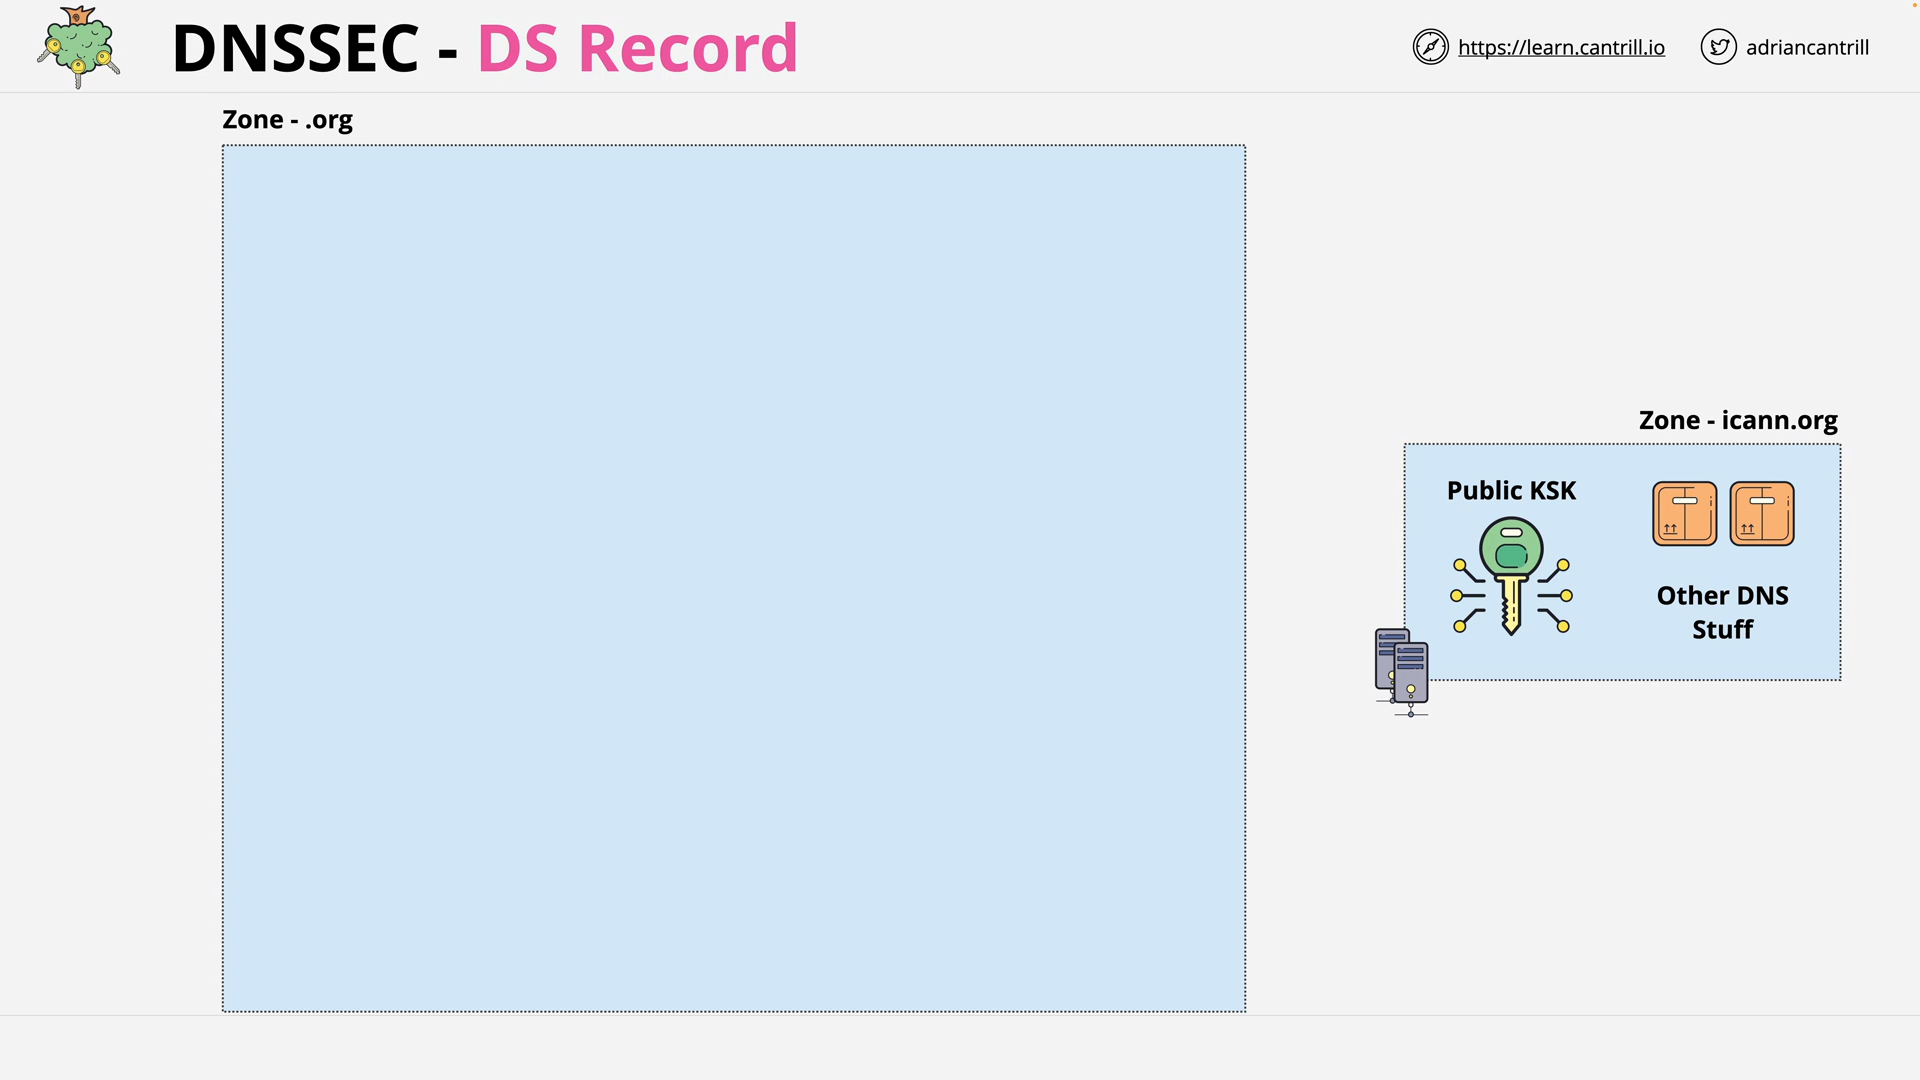 DNSSEC - DS Record
https://learn.cantrill.io
adriancantrill
Zone - .org
Zone - icann.org
Public KSK
Other DNS
Stuff